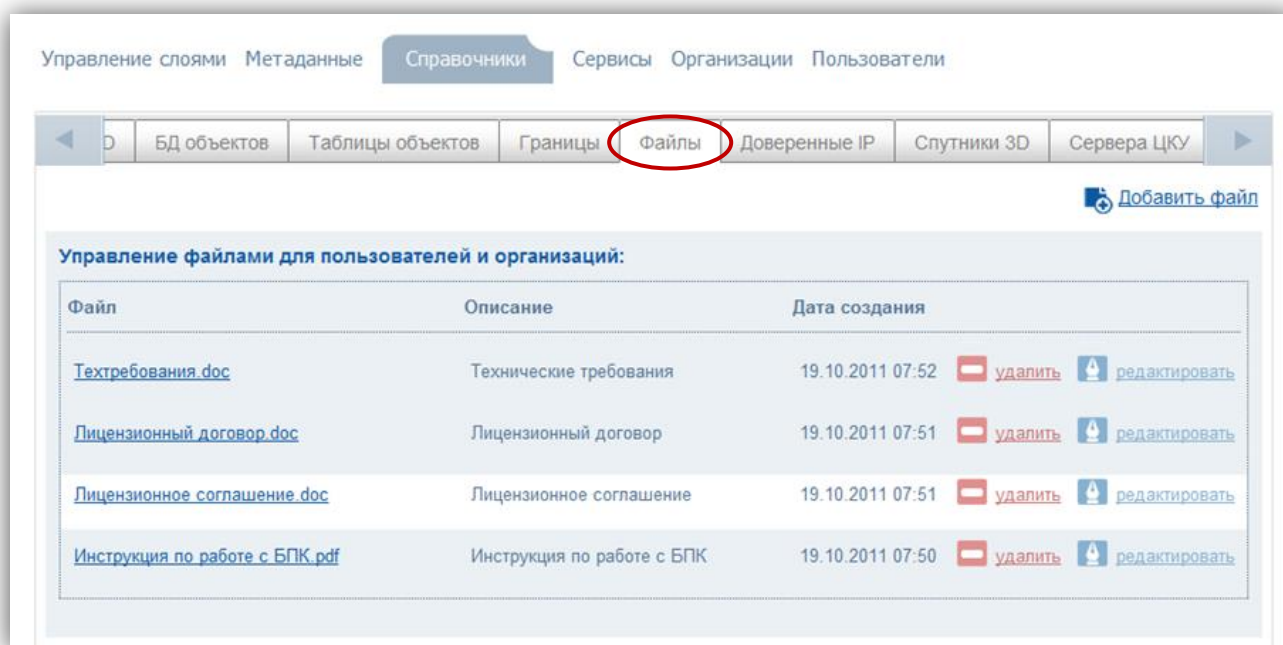 Управление слоями Метаданные Справочники Сервисы Организации Пользователи
БД объектов Таблицы объектов Границы Файлы Доверенные IP Спутники 3D Сервера ЦКУ
Добавить файл
Управление файлами для пользователей и организаций:
Файл Описание Дата создания
Техтребования.doc Технические требования 19.10.2011 07:52 удалить редактировать
Лицензионный договор.doc Лицензионный договор 19.10.2011 07:51 удалить редактировать
Лицензионное соглашение.doc Лицензионное соглашение 19.10.2011 07:51 удалить редактировать
Инструкция по работе с БПК.pdf Инструкция по работе с БПК 19.10.2011 07:50 удалить редактировать